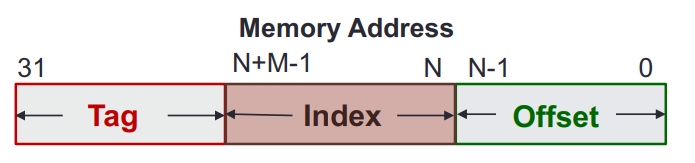 Memory Address
31 N+M-1 N N-1 0
Tag Index Offset